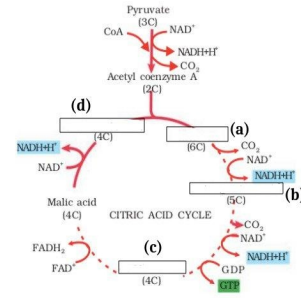 Pyruvate
(3C)
CoA
NAD⁺
NADH+H⁺
CO₂
Acetyl coenzyme A
(2C)
(d)
(4C)
(a)
(6C)
NADH+H⁺
NAD⁺
CO₂
NAD⁺
NADH+H⁺
(b)
(5C)
Malic acid
(4C)
CITRIC ACID CYCLE
CO₂
NAD⁺
NADH+H⁺
(c)
(4C)
FADH₂
FAD⁺
GDP
GTP